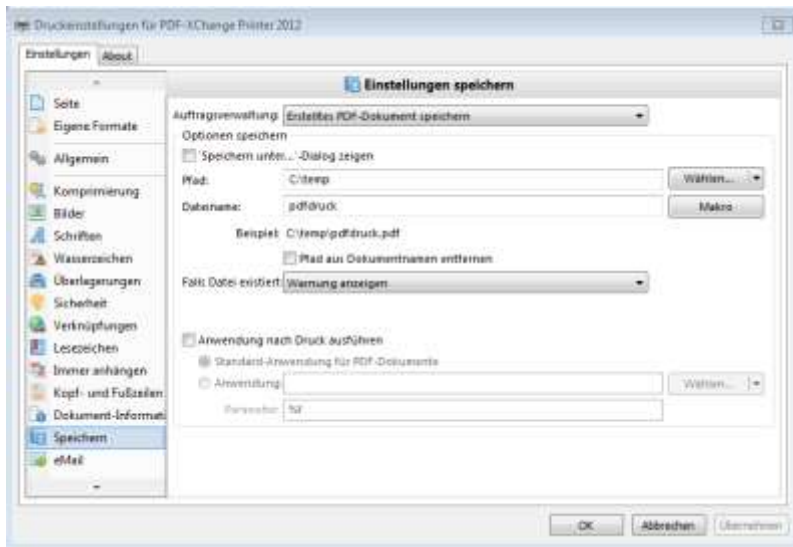 Druckeinstellungen für PDF-XChange Printer 2012
Einstellungen About
Einstellungen speichern
Seite
Eigene Formate
Allgemein
Komprimierung
Bilder
Schriften
Wasserzeichen
Überlagerungen
Sicherheit
Verknüpfungen
Lesezeichen
Immer anhängen
Kopf- und Fußzeilen
Dokument-Informati
Speichern
eMail
Auftragsverwaltung: Erstelltes PDF-Dokument speichern
Optionen speichern
'Speichern unter...'-Dialog zeigen
Pfad: C:\temp Wählen...
Dateiname: pdfdruck Makro
Beispiel: C:\temp\pdfdruck.pdf
Pfad aus Dokumentnamen entfernen
Falls Datei existiert: Warnung anzeigen
Anwendung nach Druck ausführen
Standard-Anwendung für PDF-Dokumente
Anwendung: Wählen...
Parameter:
OK Abbrechen Übernehmen